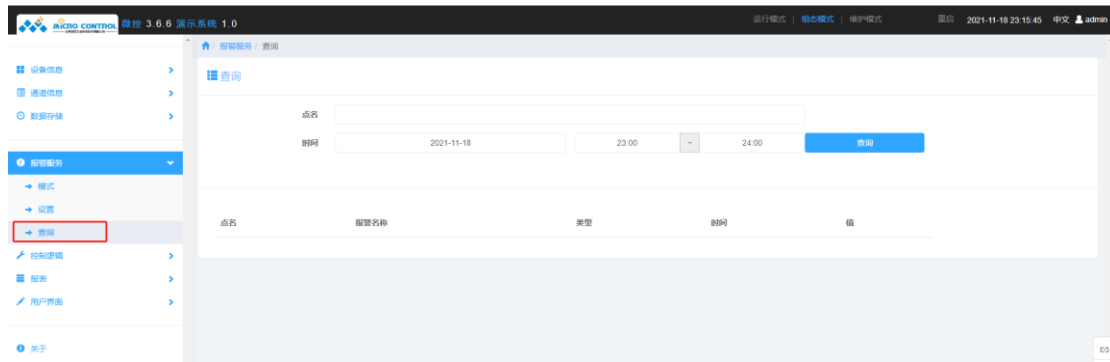 MICRO CONTROL 微控 3.6.6 演示系统 1.0
运行模式 | 组态模式 | 维护模式 重启 2021-11-18 23:15:45 中文 admin
/ 报警服务 / 查询
设备信息
通道信息
数据存储
报警服务
模式
设置
查询
控制逻辑
报表
用户界面
关于
查询
点名
时间 2021-11-18 23:00 ~ 24:00 查询
点名 报警名称 类型 时间 值